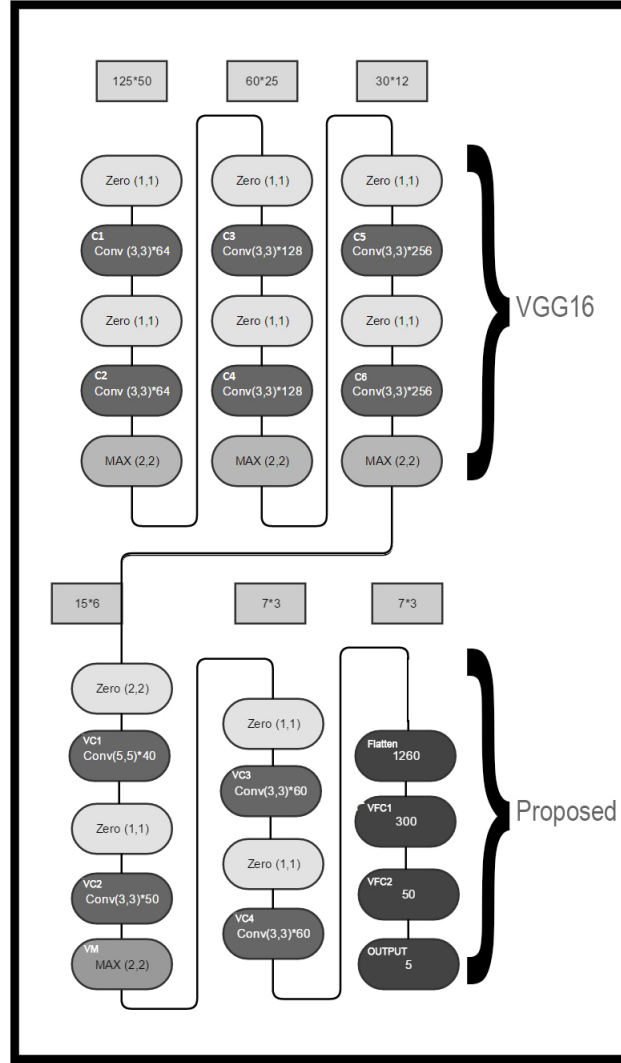 125*50
60*25
30*12
Zero (1,1)
C1
Conv (3,3)*64
Zero (1,1)
C2
Conv (3,3)*64
MAX (2,2)
Zero (1,1)
C3
Conv(3,3)*128
Zero (1,1)
C4
Conv(3,3)*128
MAX (2,2)
Zero (1,1)
C5
Conv(3,3)*256
Zero (1,1)
C6
Conv(3,3)*256
MAX (2,2)
VGG16
15*6
7*3
7*3
Zero (2,2)
VC1
Conv(5,5)*40
Zero (1,1)
VC2
Conv(3,3)*50
VM
MAX (2,2)
Zero (1,1)
VC3
Conv(3,3)*60
Zero (1,1)
VC4
Conv(3,3)*60
Flatten
1260
VFC1
300
VFC2
50
OUTPUT
5
Proposed